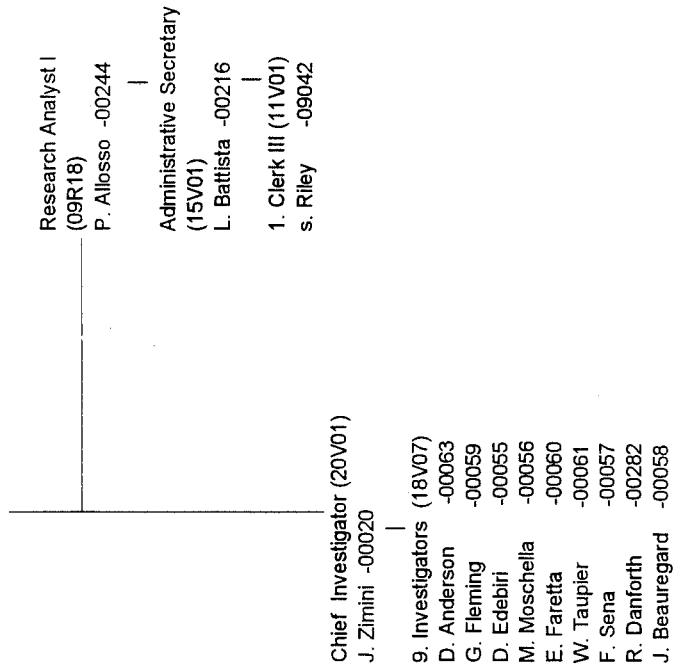 Research Analyst I
(09R18)
P. Allosso -00244
Administrative Secretary
(15V01)
L. Battista -00216
1. Clerk III (11V01)
s. Riley -09042
Chief Investigator (20V01)
J. Zimini -00020
9. Investigators (18V07)
D. Anderson -00063
G. Fleming -00059
D. Edebiri -00055
M. Moschella -00056
E. Faretta -00060
W. Taupier -00061
F. Sena -00057
R. Danforth -00282
J. Beauregard -00058